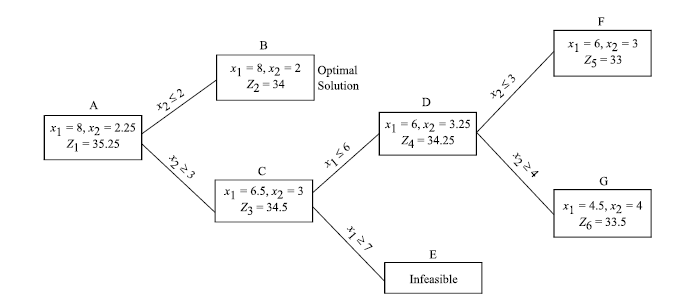 A
x1 = 8, x2 = 2.25
Z1 = 35.25
x2 ≤ 2
x2 ≥ 3
B
x1 = 8, x2 = 2
Z2 = 34
Optimal
Solution
C
x1 = 6.5, x2 = 3
Z3 = 34.5
x1 ≤ 6
x1 ≥ 7
D
x1 = 6, x2 = 3.25
Z4 = 34.25
E
Infeasible
x2 ≤ 3
x2 ≥ 4
F
x1 = 6, x2 = 3
Z5 = 33
G
x1 = 4.5, x2 = 4
Z6 = 33.5